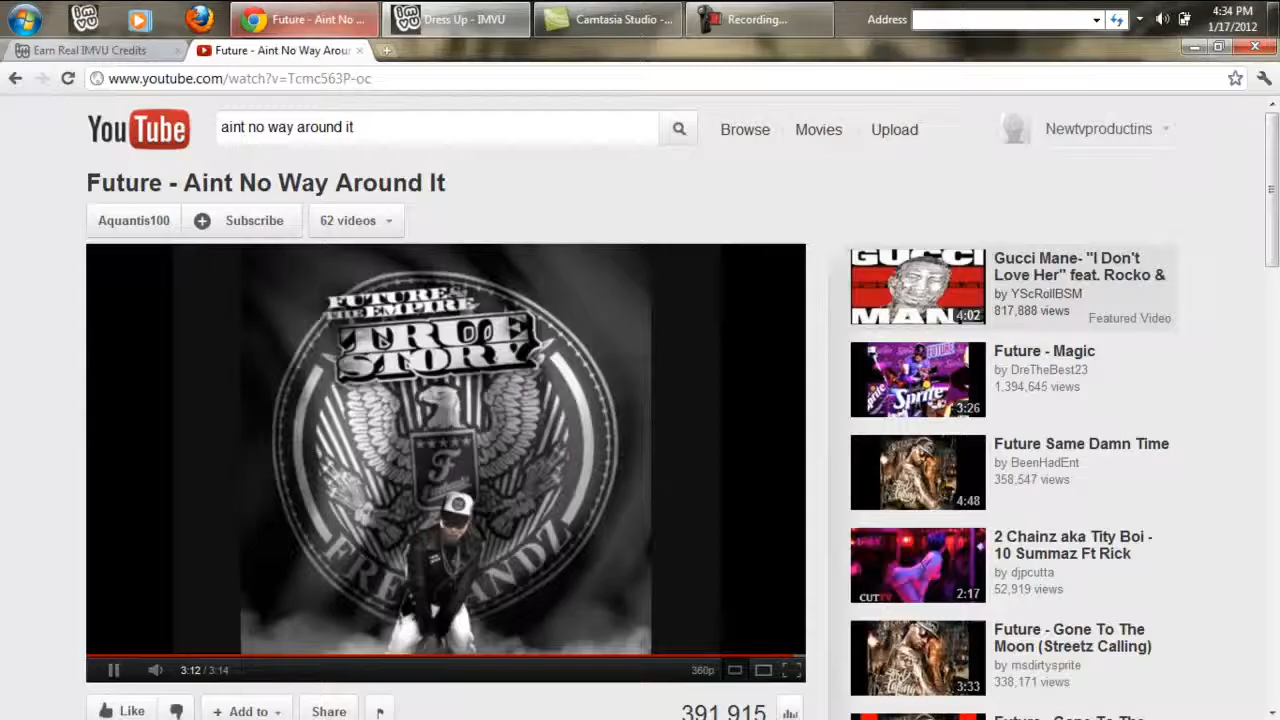 Future - Aint No ...
Dress Up - IMVU
Camtasia Studio -...
Recording...
Address
4:34 PM
1/17/2012
Earn Real IMVU Credits
Future - Aint No Way Aroun
www.youtube.com/watch?v=Tcmc563P-oc
YouTube
aint no way around it
Browse
Movies
Upload
Newtvproductins
Future - Aint No Way Around It
Aquantis100
Subscribe
62 videos
FUTURE &
THE EMPIRE
TRUE
STORY
F
FREEBANDZ
3:12 / 3:14
360p
Like
Add to
Share
391,915
GUCCI
MANE
4:02
Gucci Mane- "I Don't
Love Her" feat. Rocko &
by YScRollBSM
817,888 views
Featured Video
Future - Magic
by DreTheBest23
1,394,645 views
Sprite
3:26
Future Same Damn Time
by BeenHadEnt
358,547 views
4:48
2 Chainz aka Tity Boi -
10 Summaz Ft Rick
by djpcutta
52,919 views
CUTTV
2:17
Future - Gone To The
Moon (Streetz Calling)
by msdirtysprite
338,171 views
3:33